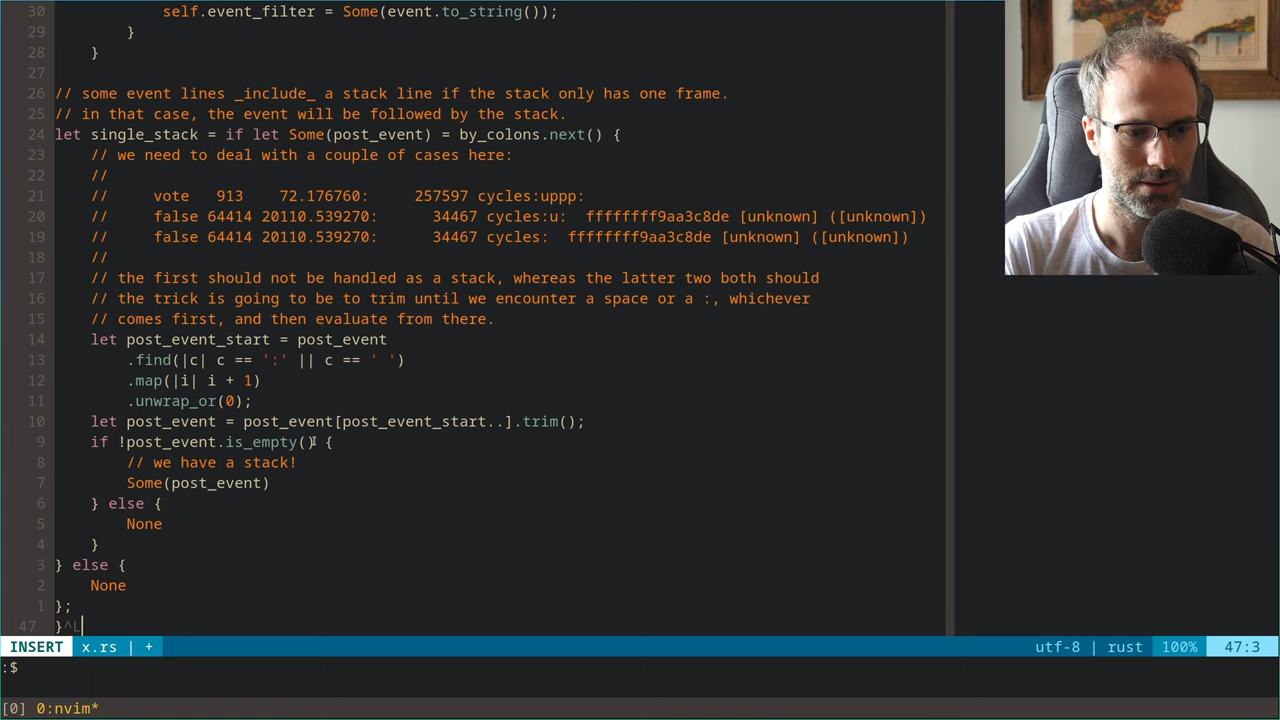 30 self.event_filter = Some(event.to_string());
29 }
28 }
27
26 // some event lines _include_ a stack line if the stack only has one frame.
25 // in that case, the event will be followed by the stack.
24 let single_stack = if let Some(post_event) = by_colons.next() {
23 // we need to deal with a couple of cases here:
22 //
21 // vote 913 72.176760: 257597 cycles:uppp:
20 // false 64414 20110.539270: 34467 cycles:u: ffffffff9aa3c8de [unknown] ([unknown])
19 // false 64414 20110.539270: 34467 cycles: ffffffff9aa3c8de [unknown] ([unknown])
18 //
17 // the first should not be handled as a stack, whereas the latter two both should
16 // the trick is going to be to trim until we encounter a space or a :, whichever
15 // comes first, and then evaluate from there.
14 let post_event_start = post_event
13 .find(|c| c == ':' || c == ' ')
12 .map(|i| i + 1)
11 .unwrap_or(0);
10 let post_event = post_event[post_event_start..].trim();
9 if !post_event.is_empty() {
8 // we have a stack!
7 Some(post_event)
6 } else {
5 None
4 }
3 } else {
2 None
1 };
47 }^L
INSERT x.rs | + utf-8 | rust 100% 47:3
:$
[0] 0:nvim*